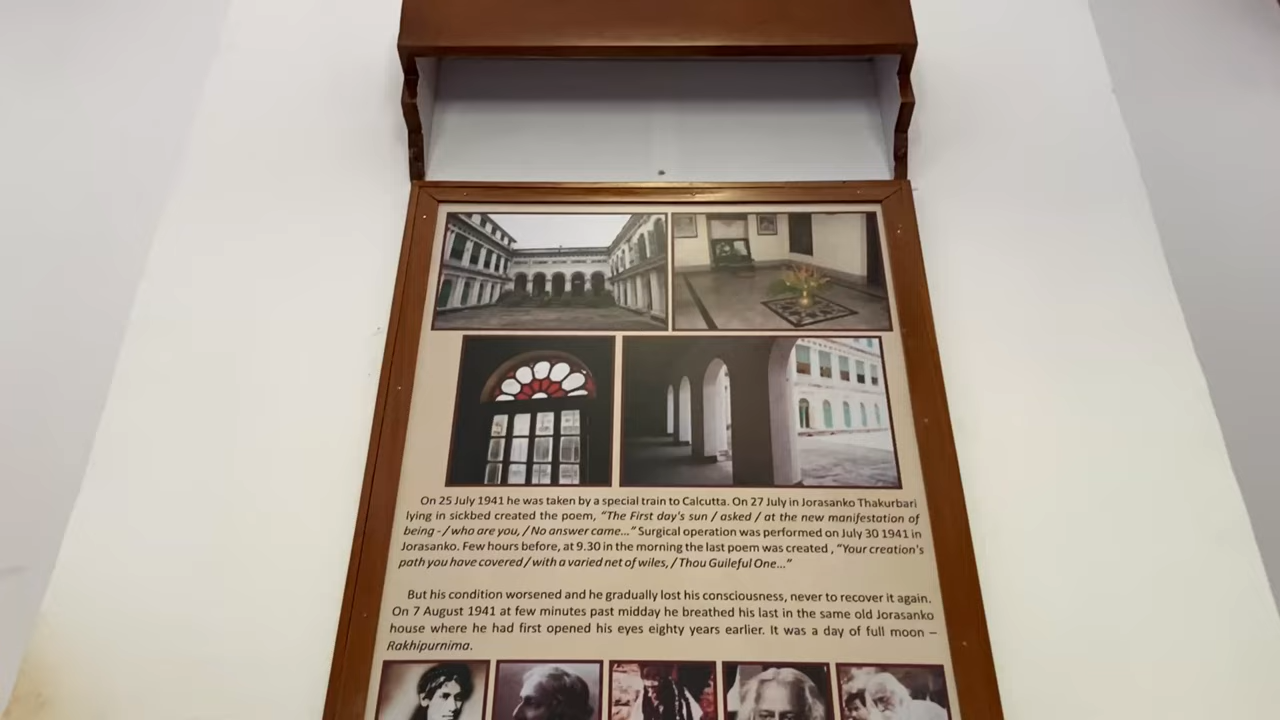 On 25 July 1941 he was taken by a special train to Calcutta. On 27 July in Jorasanko Thakurbari
lying in sickbed created the poem, “The First day's sun / asked / at the new manifestation of
being - / who are you, / No answer came...” Surgical operation was performed on July 30 1941 in
Jorasanko. Few hours before, at 9.30 in the morning the last poem was created , “Your creation's
path you have covered / with a varied net of wiles, / Thou Guileful One...”
But his condition worsened and he gradually lost his consciousness, never to recover it again.
On 7 August 1941 at few minutes past midday he breathed his last in the same old Jorasanko
house where he had first opened his eyes eighty years earlier. It was a day of full moon –
Rakhipurnima.